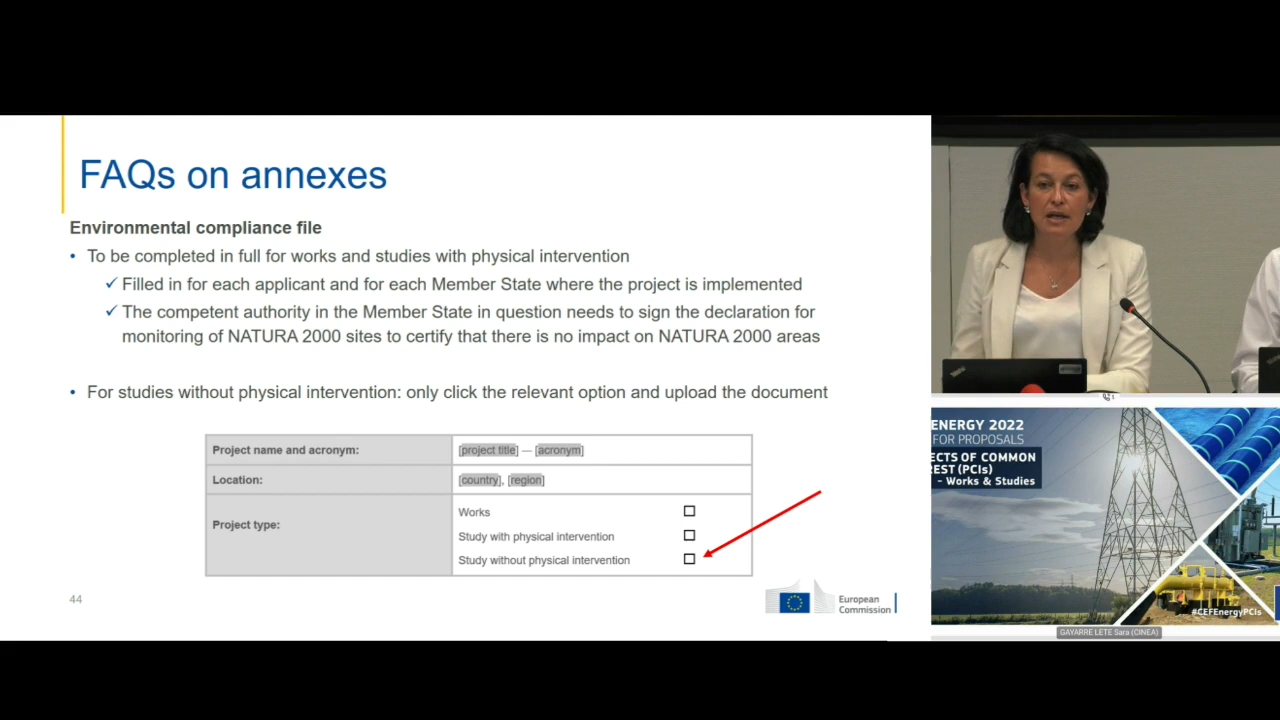 FAQs on annexes
Environmental compliance file
• To be completed in full for works and studies with physical intervention
✓ Filled in for each applicant and for each Member State where the project is implemented
✓ The competent authority in the Member State in question needs to sign the declaration for
monitoring of NATURA 2000 sites to certify that there is no impact on NATURA 2000 areas
• For studies without physical intervention: only click the relevant option and upload the document
Project name and acronym: [project title] — [acronym]
Location: [country], [region]
Project type:
Works
Study with physical intervention
Study without physical intervention
44
European
Commission
ENERGY 2022
FOR PROPOSALS
ECTS OF COMMON
REST (PCIs)
- Works & Studies
#CEFEnergyPCIs
GAYARRE LETE Sara (CINEA)